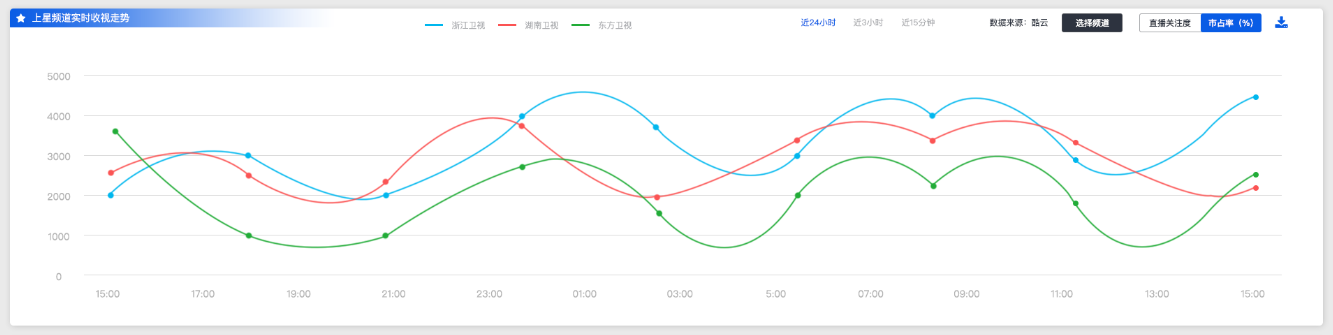 上星频道实时收视走势
浙江卫视 湖南卫视 东方卫视
近24小时 近3小时 近15分钟
数据来源：酷云 选择频道 直播关注度 市占率（%）
5000
4000
3000
2000
1000
0
15:00 17:00 19:00 21:00 23:00 01:00 03:00 5:00 07:00 09:00 11:00 13:00 15:00